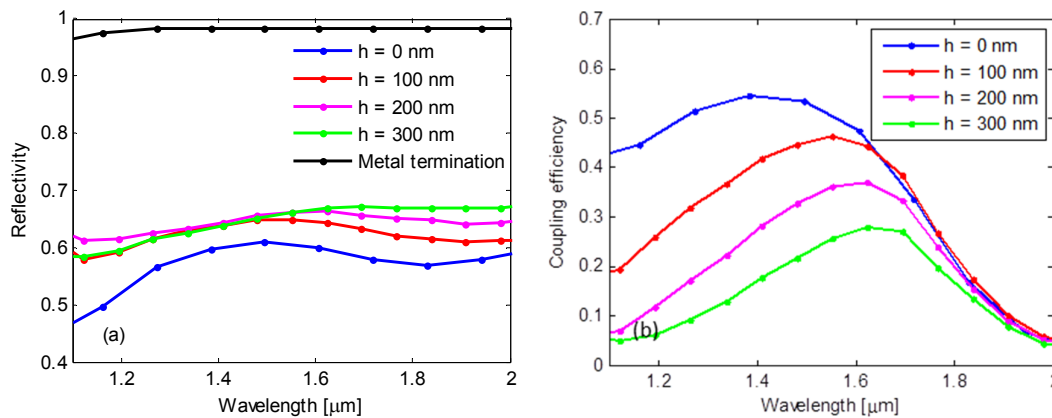 1
0.9
0.8
0.7
0.6
0.5
0.4
Reflectivity
h = 0 nm
h = 100 nm
h = 200 nm
h = 300 nm
Metal termination
(a)
1.2
1.4
1.6
1.8
2
Wavelength [μm]
0.7
0.6
0.5
0.4
0.3
0.2
0.1
0
Coupling efficiency
h = 0 nm
h = 100 nm
h = 200 nm
h = 300 nm
(b)
1.2
1.4
1.6
1.8
2
Wavelength [μm]